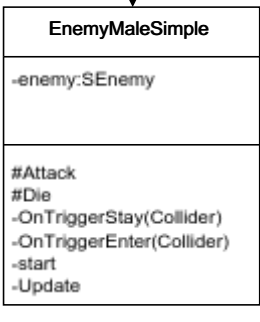 EnemyMaleSimple
-enemy:SEnemy
#Attack
#Die
-OnTriggerStay(Collider)
-OnTriggerEnter(Collider)
-start
-Update